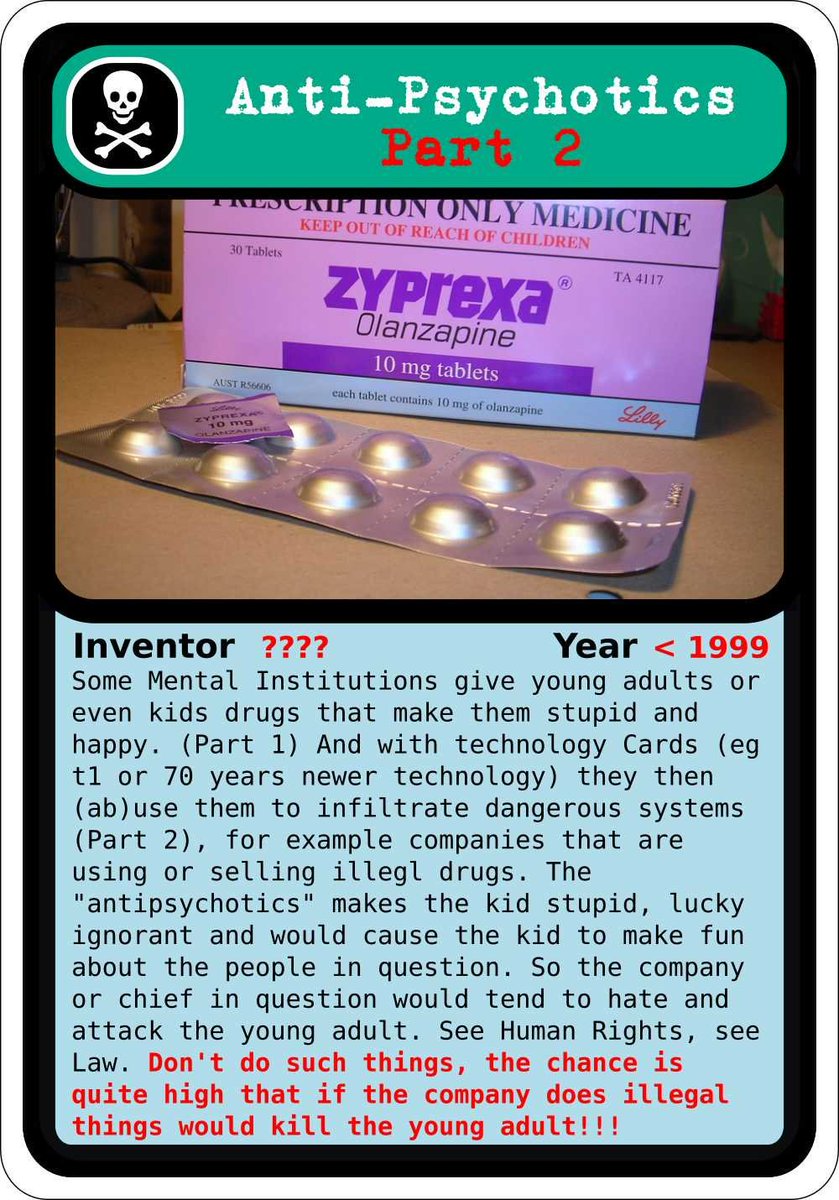 Anti-Psychotics
Part 2
PRESCRIPTION ONLY MEDICINE
KEEP OUT OF REACH OF CHILDREN
30 Tablets
TA 4117
zyprexa®
Olanzapine
10 mg tablets
AUST R56606
each tablet contains 10 mg of olanzapine
Lilly
Lilly
ZYPREXA®
10 mg
OLANZAPINE
Inventor ???? Year < 1999
Some Mental Institutions give young adults or
even kids drugs that make them stupid and
happy. (Part 1) And with technology Cards (eg
t1 or 70 years newer technology) they then
(ab)use them to infiltrate dangerous systems
(Part 2), for example companies that are
using or selling illegl drugs. The
"antipsychotics" makes the kid stupid, lucky
ignorant and would cause the kid to make fun
about the people in question. So the company
or chief in question would tend to hate and
attack the young adult. See Human Rights, see
Law. Don't do such things, the chance is
quite high that if the company does illegal
things would kill the young adult!!!